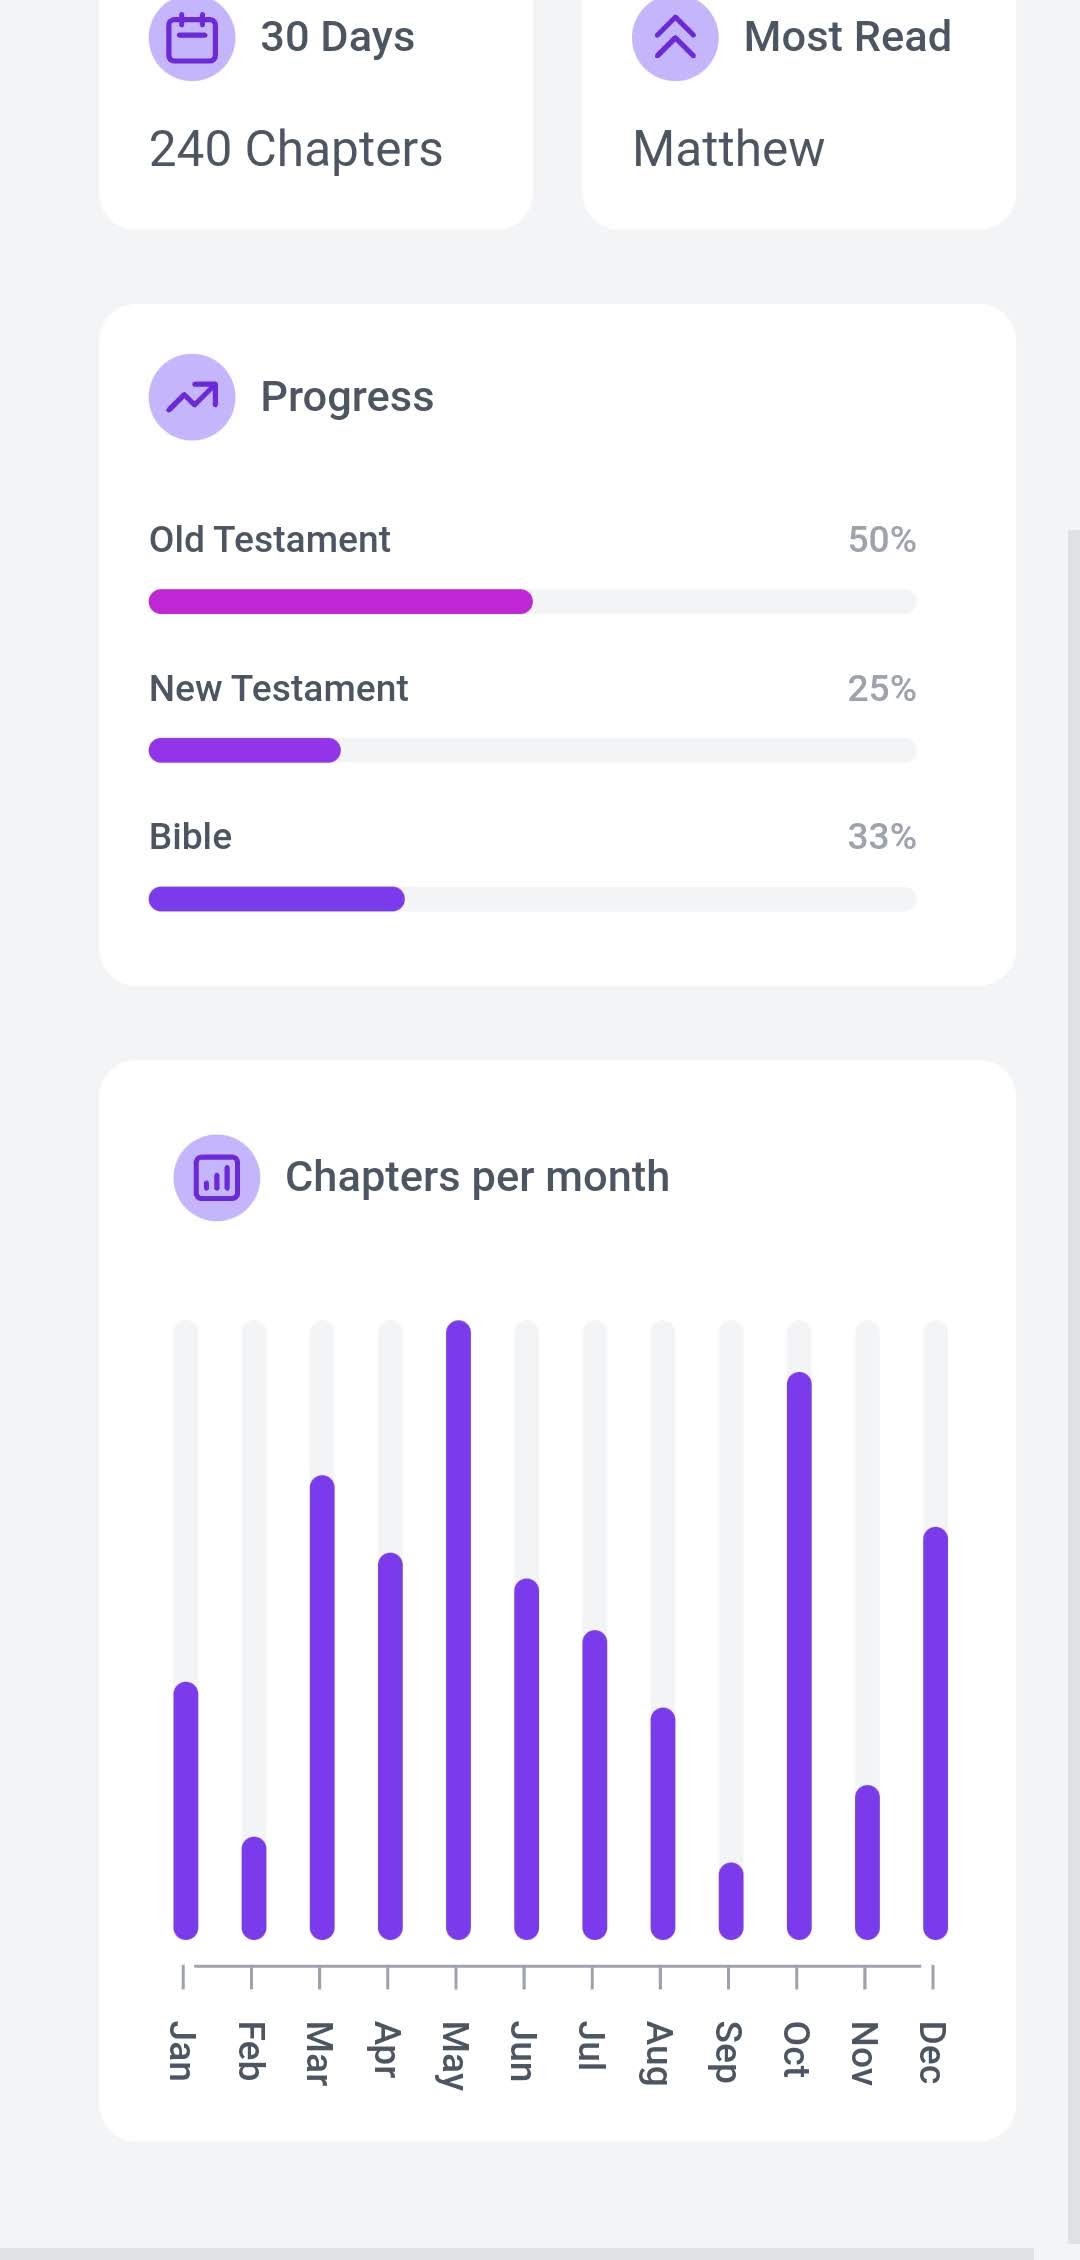 30 Days
240 Chapters
Most Read
Matthew
Progress
Old Testament 50%
New Testament 25%
Bible 33%
Chapters per month
Jan Feb Mar Apr May Jun Jul Aug Sep Oct Nov Dec